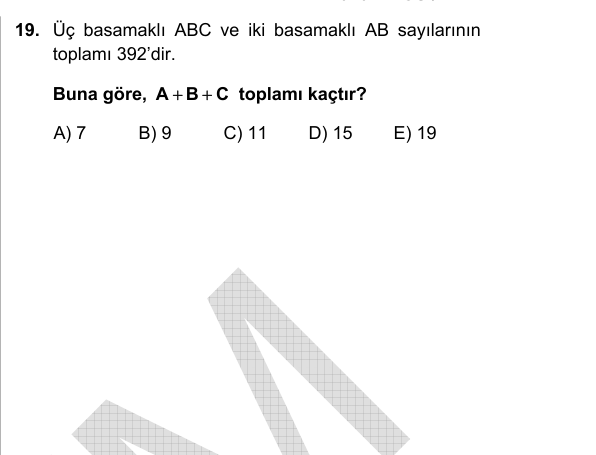 19. Üç basamaklı ABC ve iki basamaklı AB sayılarının
toplamı 392'dir.
Buna göre, A+B+C toplamı kaçtır?
A) 7 B) 9 C) 11 D) 15 E) 19